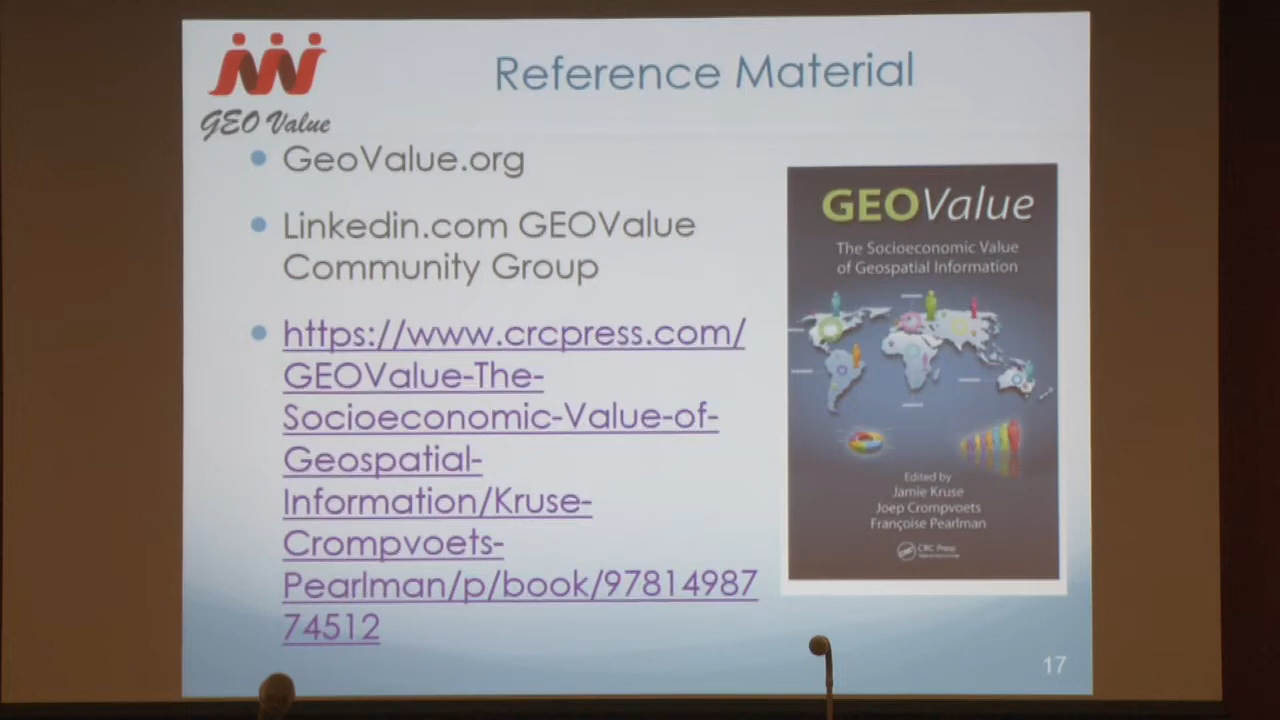 GEO Value
Reference Material
GeoValue.org
Linkedin.com GEOValue
Community Group
https://www.crcpress.com/
GEOValue-The-
Socioeconomic-Value-of-
Geospatial-
Information/Kruse-
Crompvoets-
Pearlman/p/book/97814987
74512
GEOValue
The Socioeconomic Value
of Geospatial Information
Edited by
Jamie Kruse
Joep Crompvoets
Françoise Pearlman
CRC Press
17